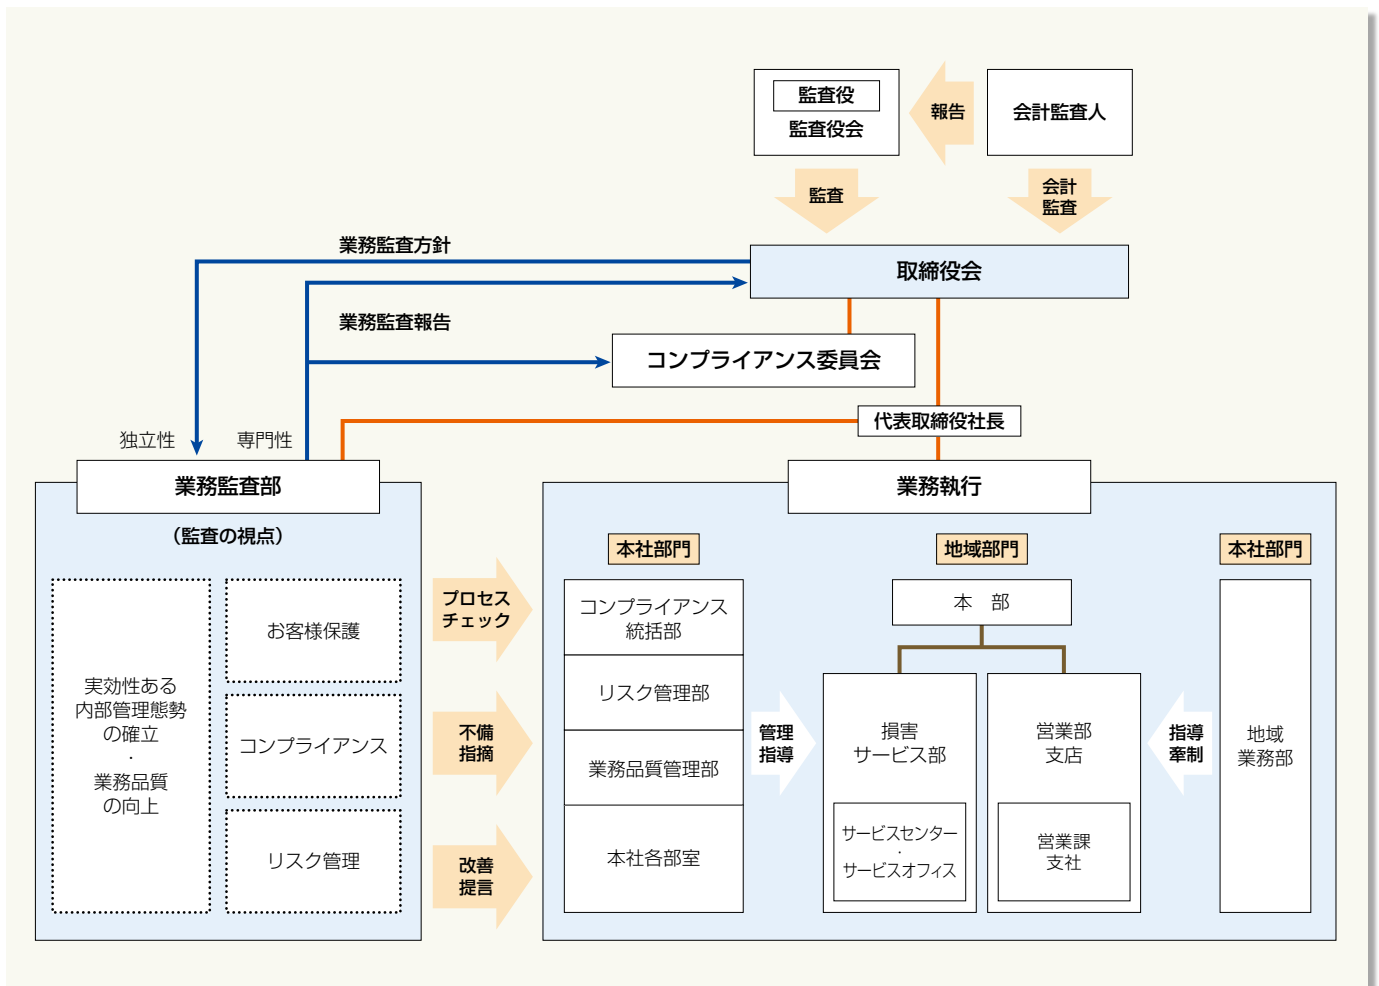 監査役
監査役会
報告
会計監査人
監査
会計
監査
業務監査方針
取締役会
業務監査報告
コンプライアンス委員会
代表取締役社長
独立性
専門性
業務監査部
(監査の視点)
実効性ある
内部管理態勢
の確立
・
業務品質
の向上
お客様保護
コンプライアンス
リスク管理
プロセス
チェック
不備
指摘
改善
提言
業務執行
本社部門
コンプライアンス
統括部
リスク管理部
業務品質管理部
本社各部室
管理
指導
地域部門
本 部
損害
サービス部
サービスセンター
・
サービスオフィス
営業部
支店
営業課
支社
指導
牽制
本社部門
地域
業務部